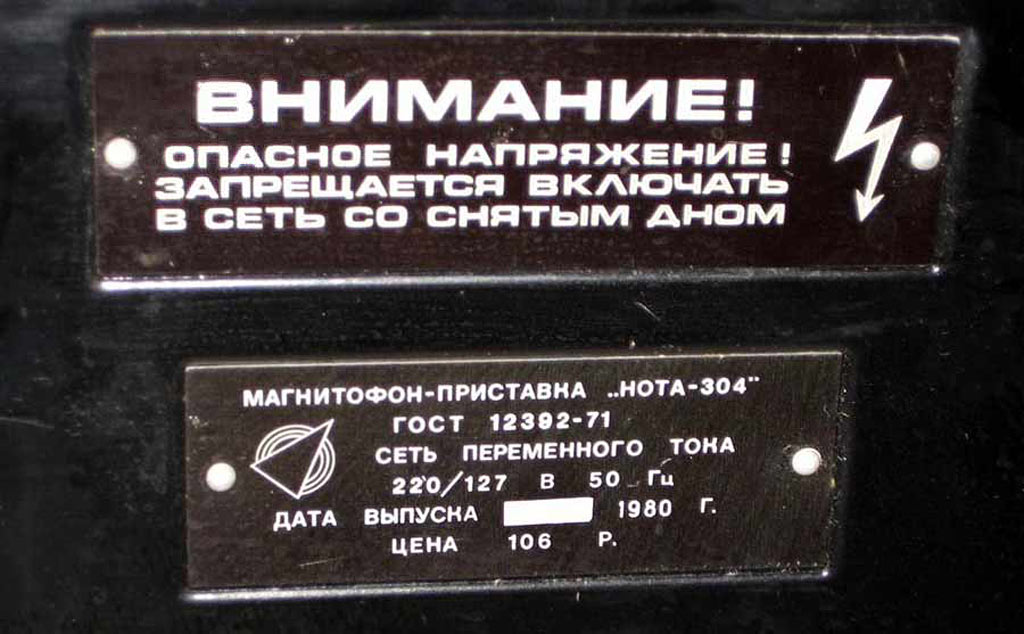 ВНИМАНИЕ!
ОПАСНОЕ НАПРЯЖЕНИЕ!
ЗАПРЕЩАЕТСЯ ВКЛЮЧАТЬ
В СЕТЬ СО СНЯТЫМ ДНОМ
МАГНИТОФОН-ПРИСТАВКА „НОТА-304"
ГОСТ 12392-71
СЕТЬ ПЕРЕМЕННОГО ТОКА
220/127 В 50 Гц
ДАТА ВЫПУСКА 1980 Г.
ЦЕНА 106 Р.